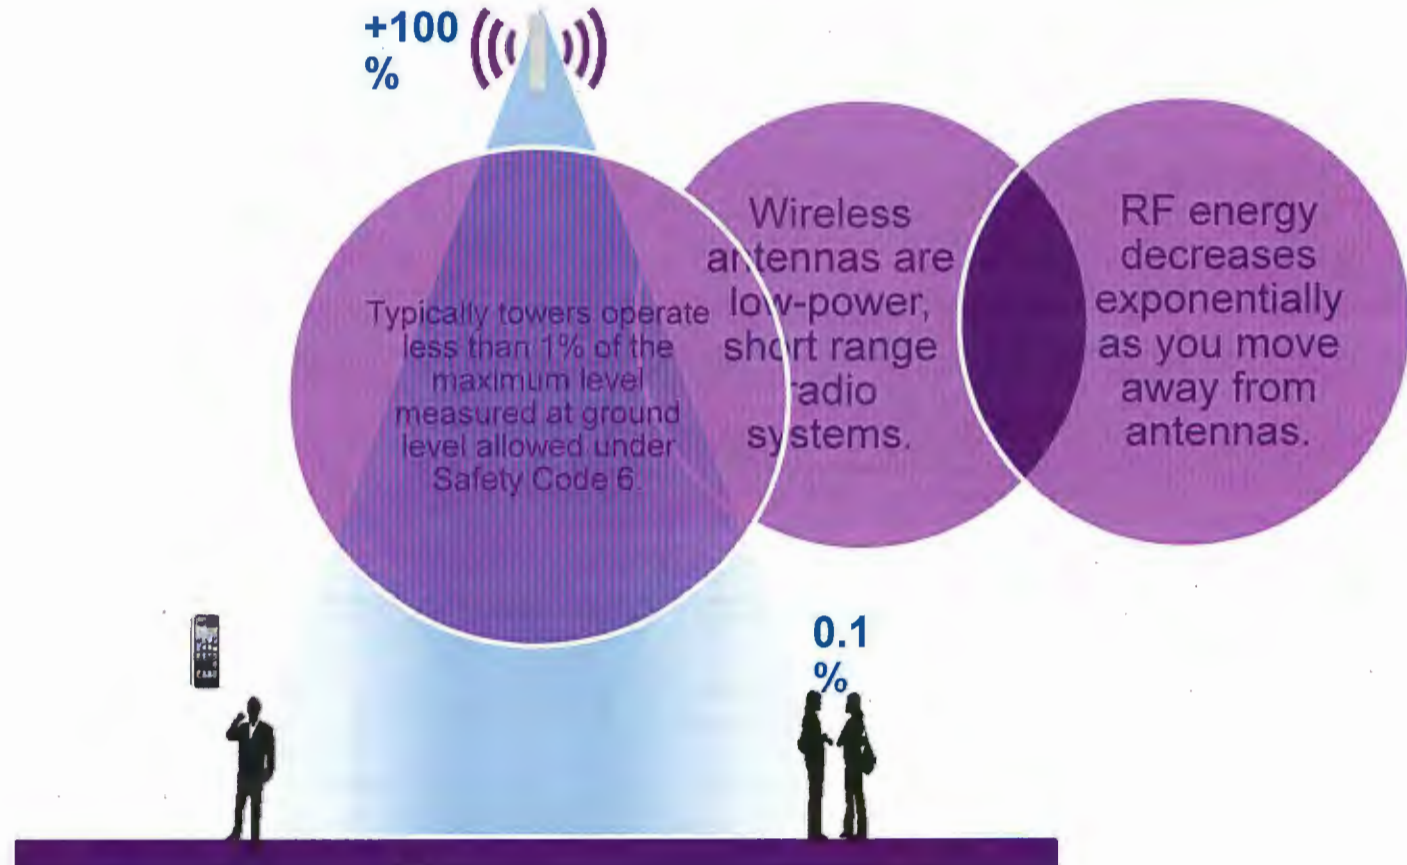 +100
%
Typically towers operate
less than 1% of the
maximum level
measured at ground
level allowed under
Safety Code 6.
Wireless
antennas are
low-power,
short range
radio
systems.
RF energy
decreases
exponentially
as you move
away from
antennas.
0.1
%